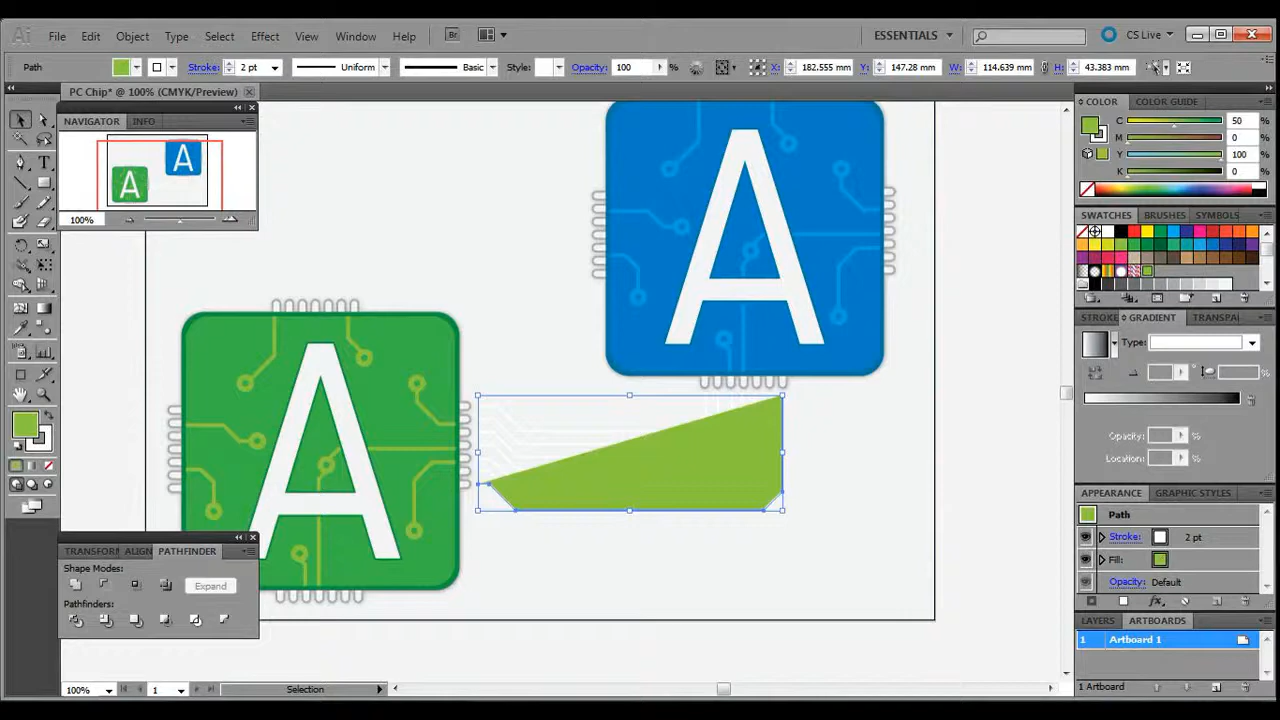 Ai File Edit Object Type Select Effect View Window Help Br ESSENTIALS CS Live
Path Stroke: 2 pt Uniform Basic Style: Opacity: 100 % X: 182.555 mm Y: 147.28 mm W: 114.639 mm H: 43.383 mm
PC Chip* @ 100% (CMYK/Preview)
NAVIGATOR INFO
100%
A
A
A
A
TRANSFORM ALIGN PATHFINDER
Shape Modes:
Expand
Pathfinders:
COLOR COLOR GUIDE
C 50 %
M 0 %
Y 100 %
K 0 %
SWATCHES BRUSHES SYMBOLS
STROKE GRADIENT TRANSPA
Type:
%
Opacity: %
Location: %
APPEARANCE GRAPHIC STYLES
Path
Stroke: 2 pt
Fill:
Opacity: Default
LAYERS ARTBOARDS
1 Artboard 1
1 Artboard
100% 1 Selection